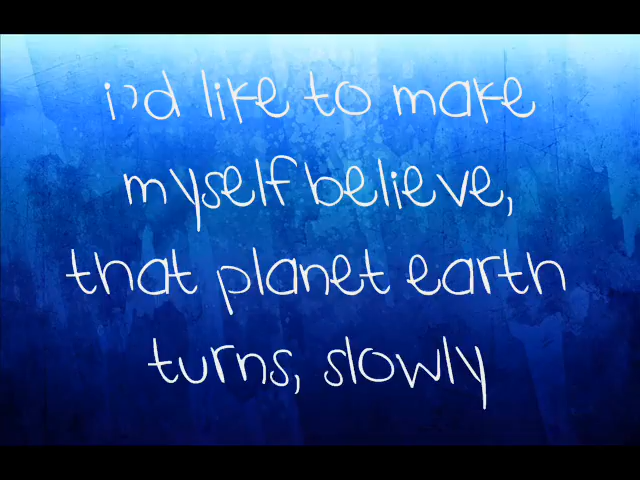 i'd like to make
myself believe,
that planet earth
turns, slowly